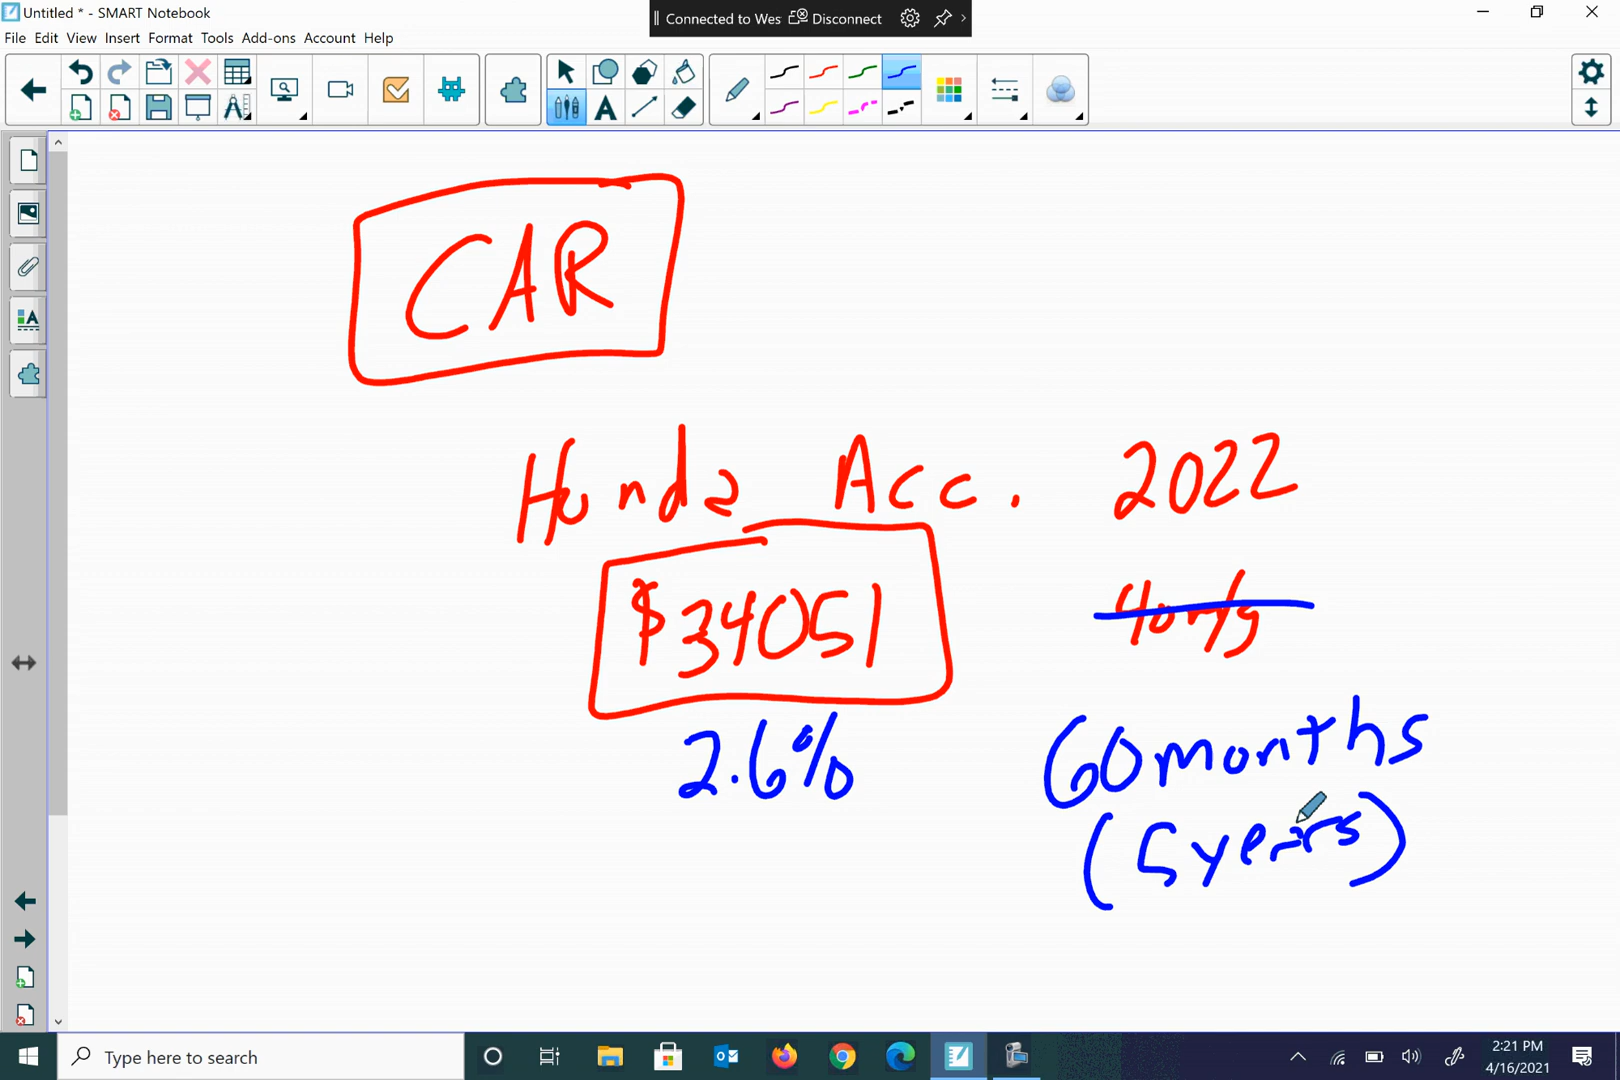 Untitled * - SMART Notebook
Connected to Wes Disconnect
File Edit View Insert Format Tools Add-ons Account Help
CAR
Honda Acc. 2022
$34051
2.6%
60months
(5years)
Type here to search
2:21 PM
4/16/2021